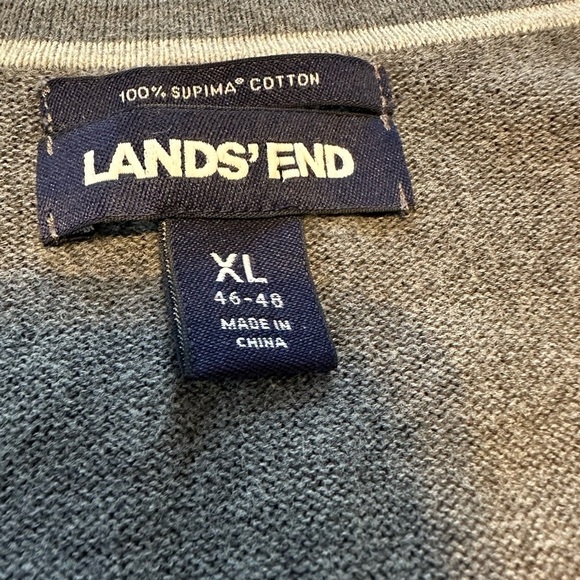 100% SUPIMA® COTTON
LANDS' END
XL
46-48
MADE IN
CHINA